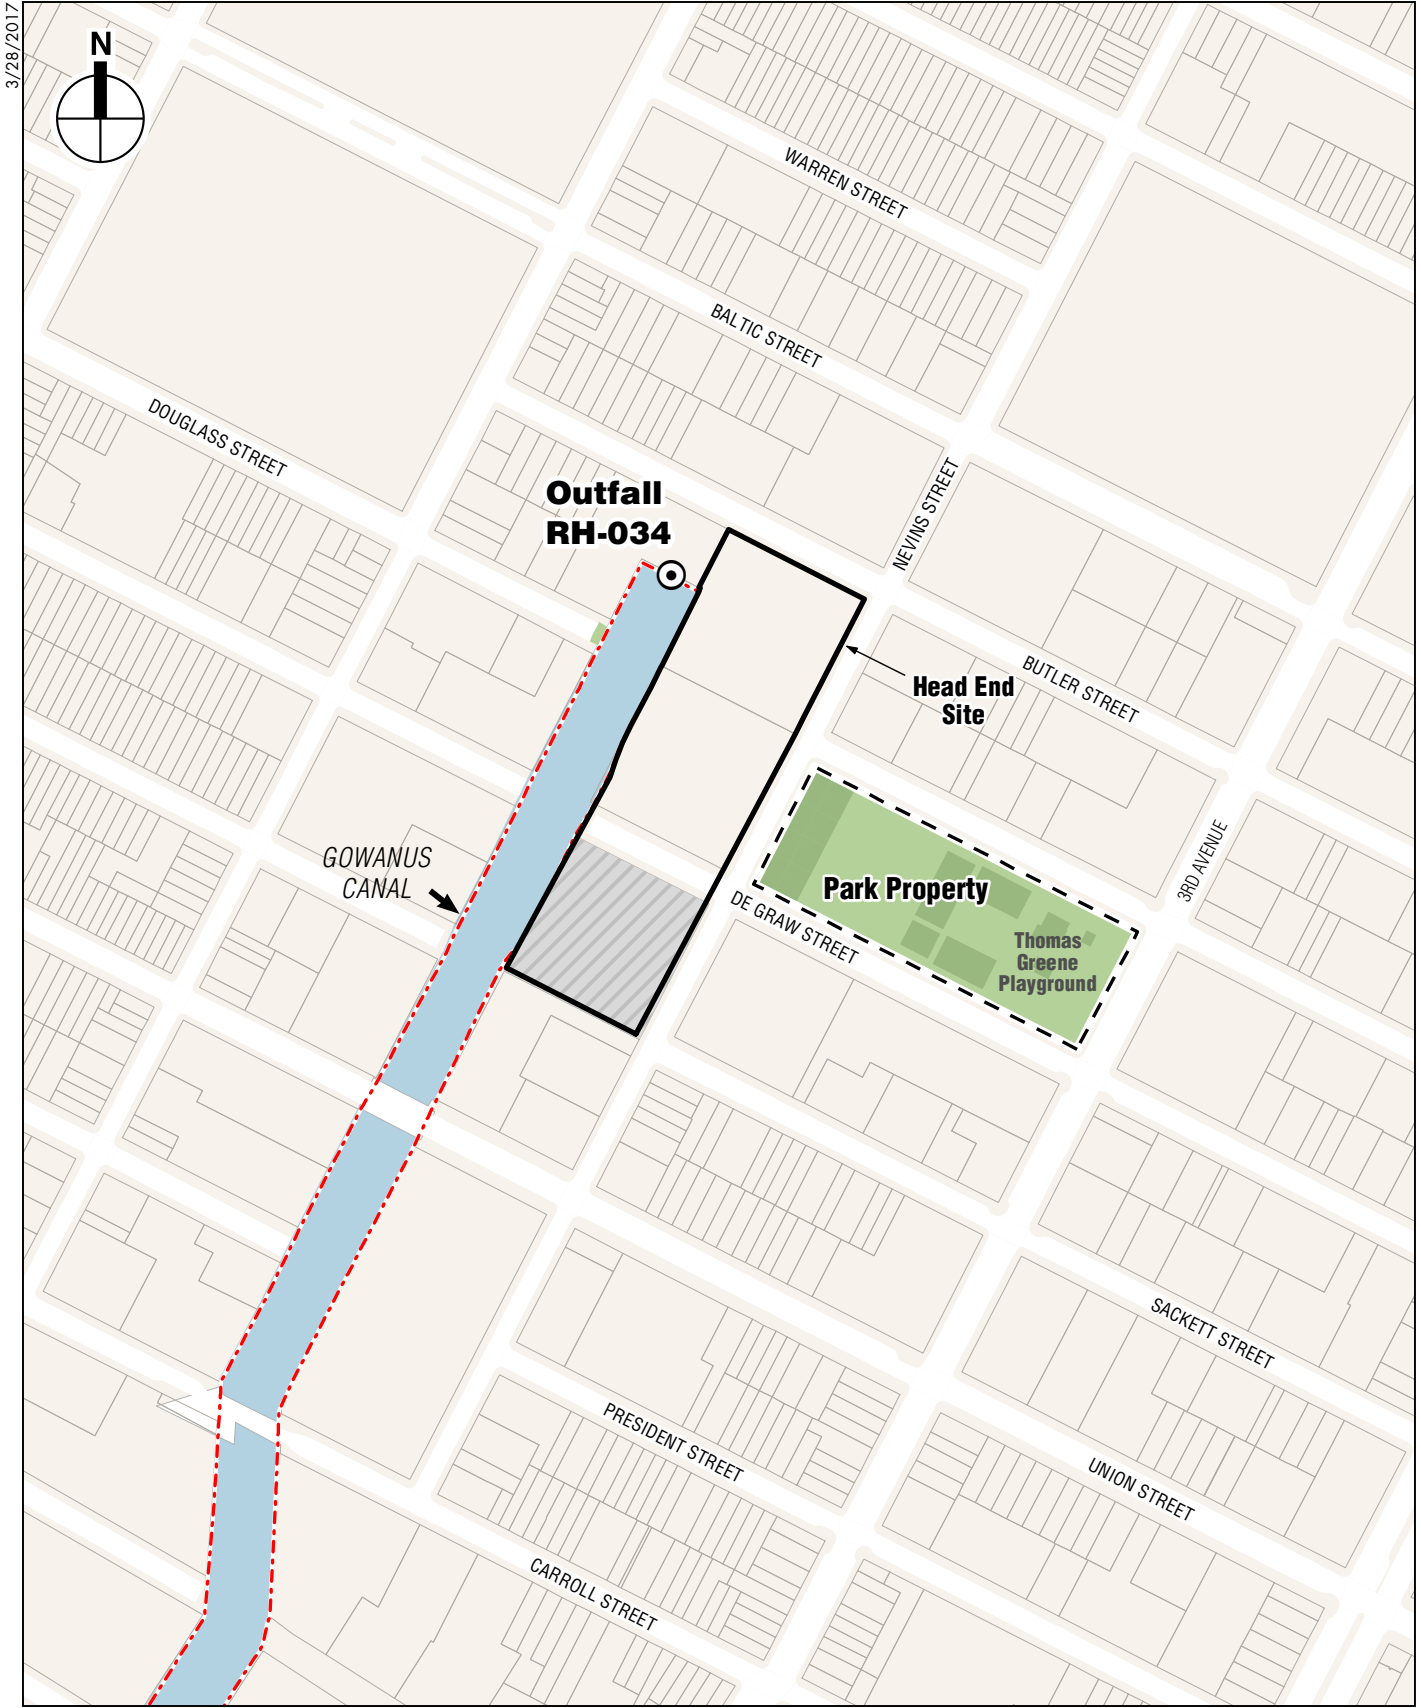 3/28/2017
N
WARREN STREET
BALTIC STREET
DOUGLASS STREET
NEVINS STREET
Outfall
RH-034
BUTLER STREET
Head End
Site
3RD AVENUE
GOWANUS
CANAL
Park Property
DE GRAW STREET
Thomas
Greene
Playground
SACKETT STREET
PRESIDENT STREET
UNION STREET
CARROLL STREET